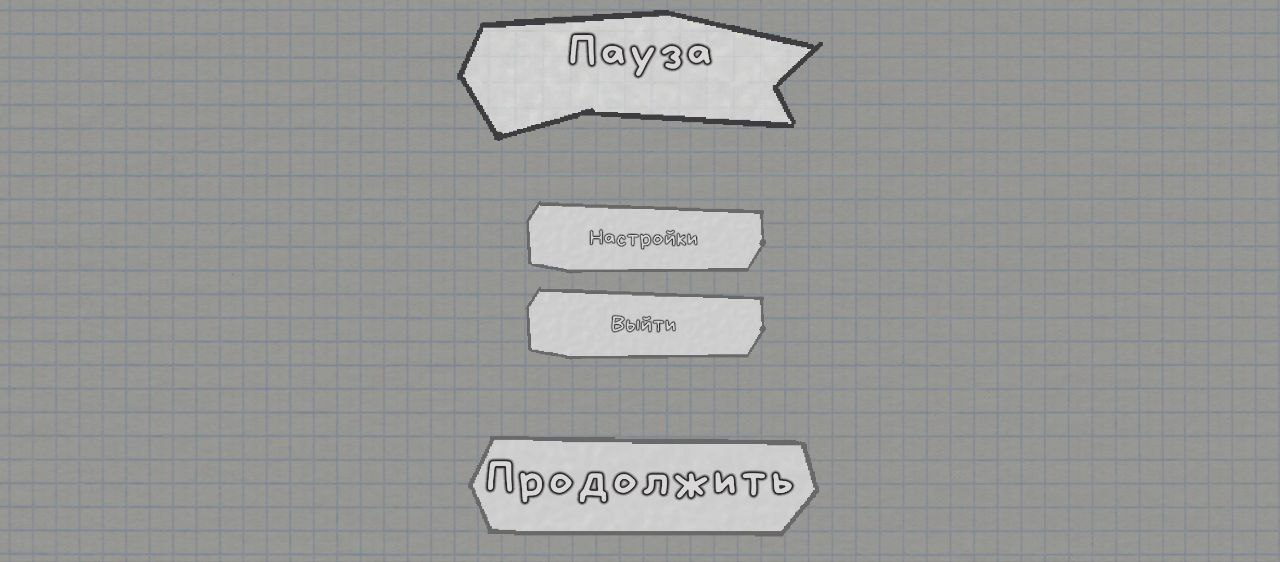 Пауза
Настройки
Выйти
Продолжить